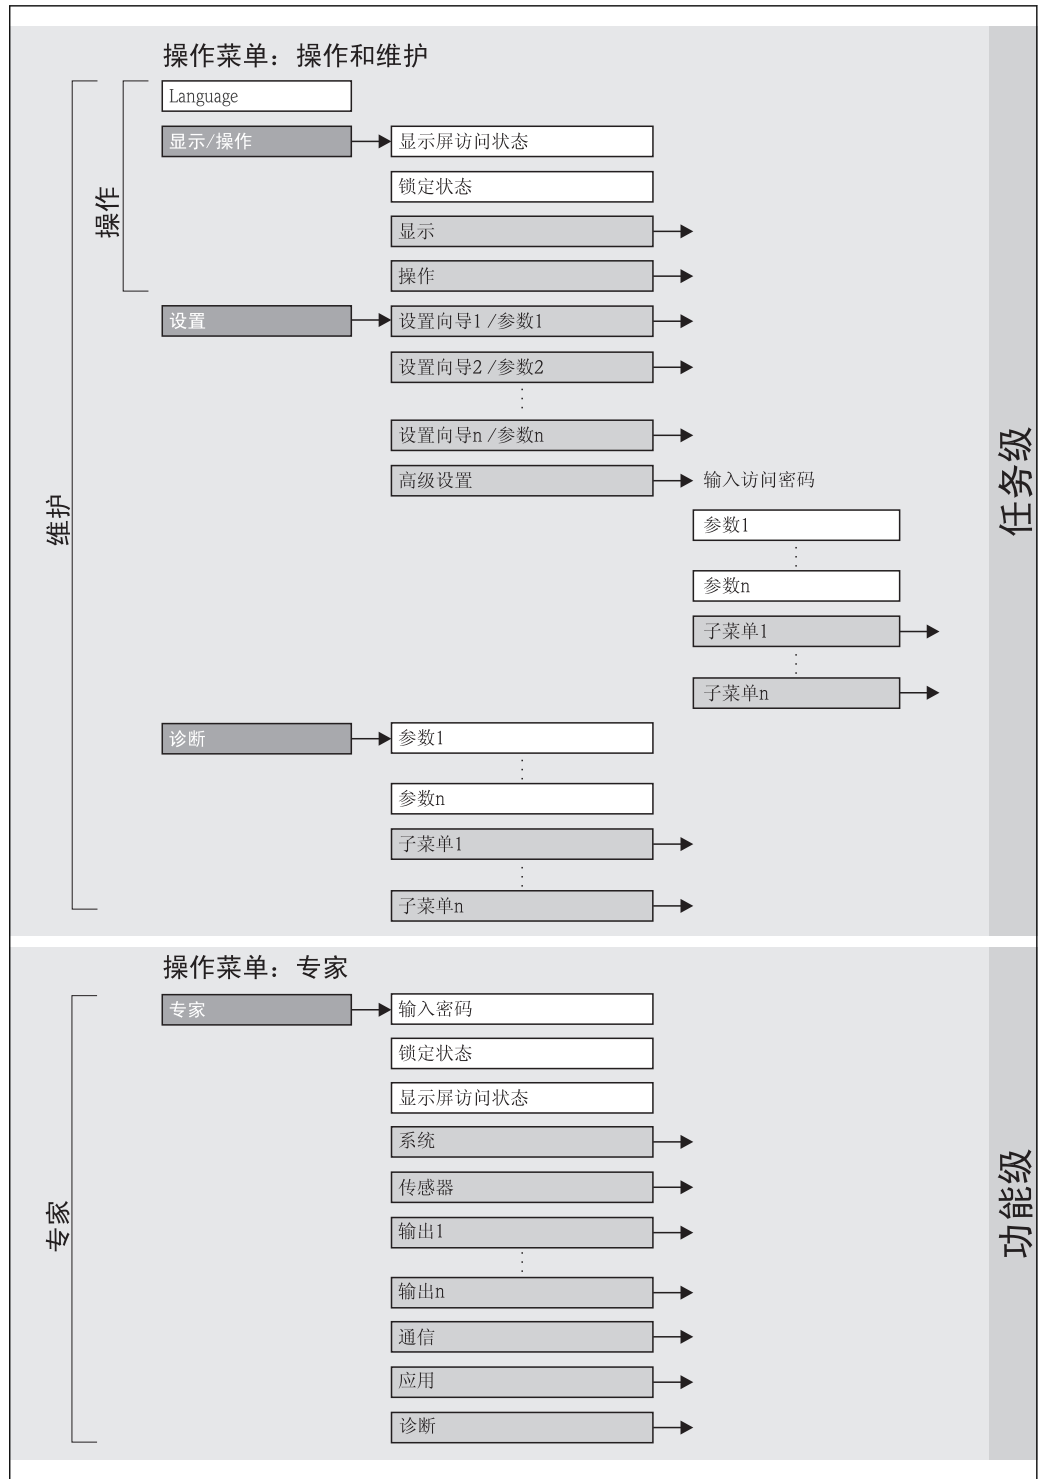 操作菜单：操作和维护
Language
显示/操作
显示屏访问状态
锁定状态
显示
操作
操作
设置
设置向导1 /参数1
设置向导2 /参数2
设置向导n /参数n
高级设置
输入访问密码
参数1
参数n
子菜单1
子菜单n
维护
任务级
诊断
参数1
参数n
子菜单1
子菜单n
操作菜单：专家
专家
输入密码
锁定状态
显示屏访问状态
系统
传感器
输出1
输出n
通信
应用
诊断
专家
功能级